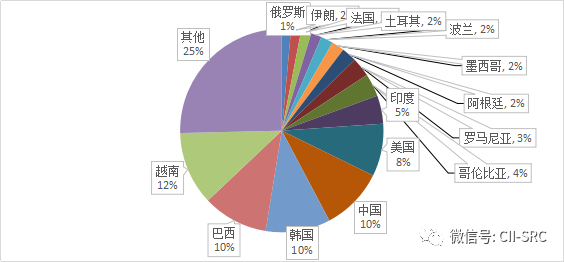 俄罗斯
1%
伊朗, 2%
法国,
土耳其, 2%
波兰, 2%
墨西哥, 2%
阿根廷, 2%
罗马尼亚, 3%
哥伦比亚, 4%
印度
5%
美国
8%
中国
10%
韩国
10%
巴西
10%
越南
12%
其他
25%
微信号: CII-SRC